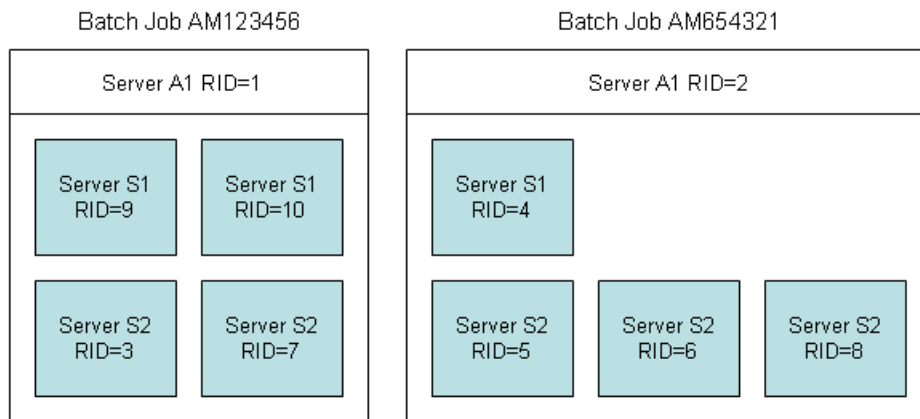 Batch Job AM123456
Server A1 RID=1
Server S1
RID=9
Server S1
RID=10
Server S2
RID=3
Server S2
RID=7
Batch Job AM654321
Server A1 RID=2
Server S1
RID=4
Server S2
RID=5
Server S2
RID=6
Server S2
RID=8